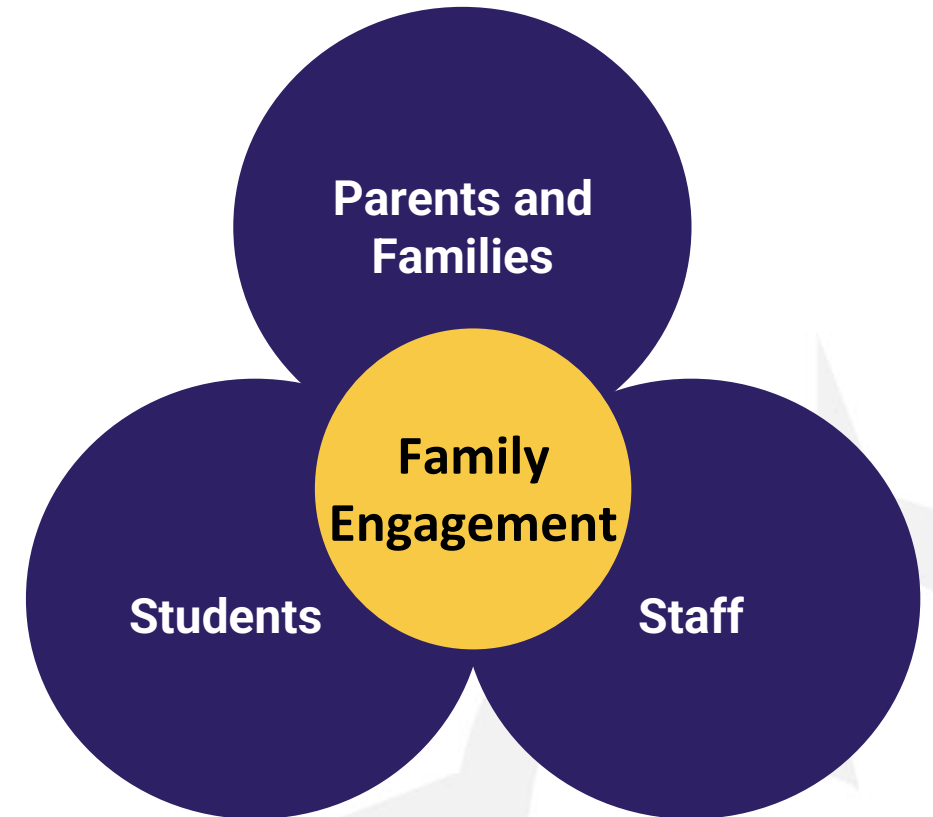 Parents and
Families
Family
Engagement
Students
Staff